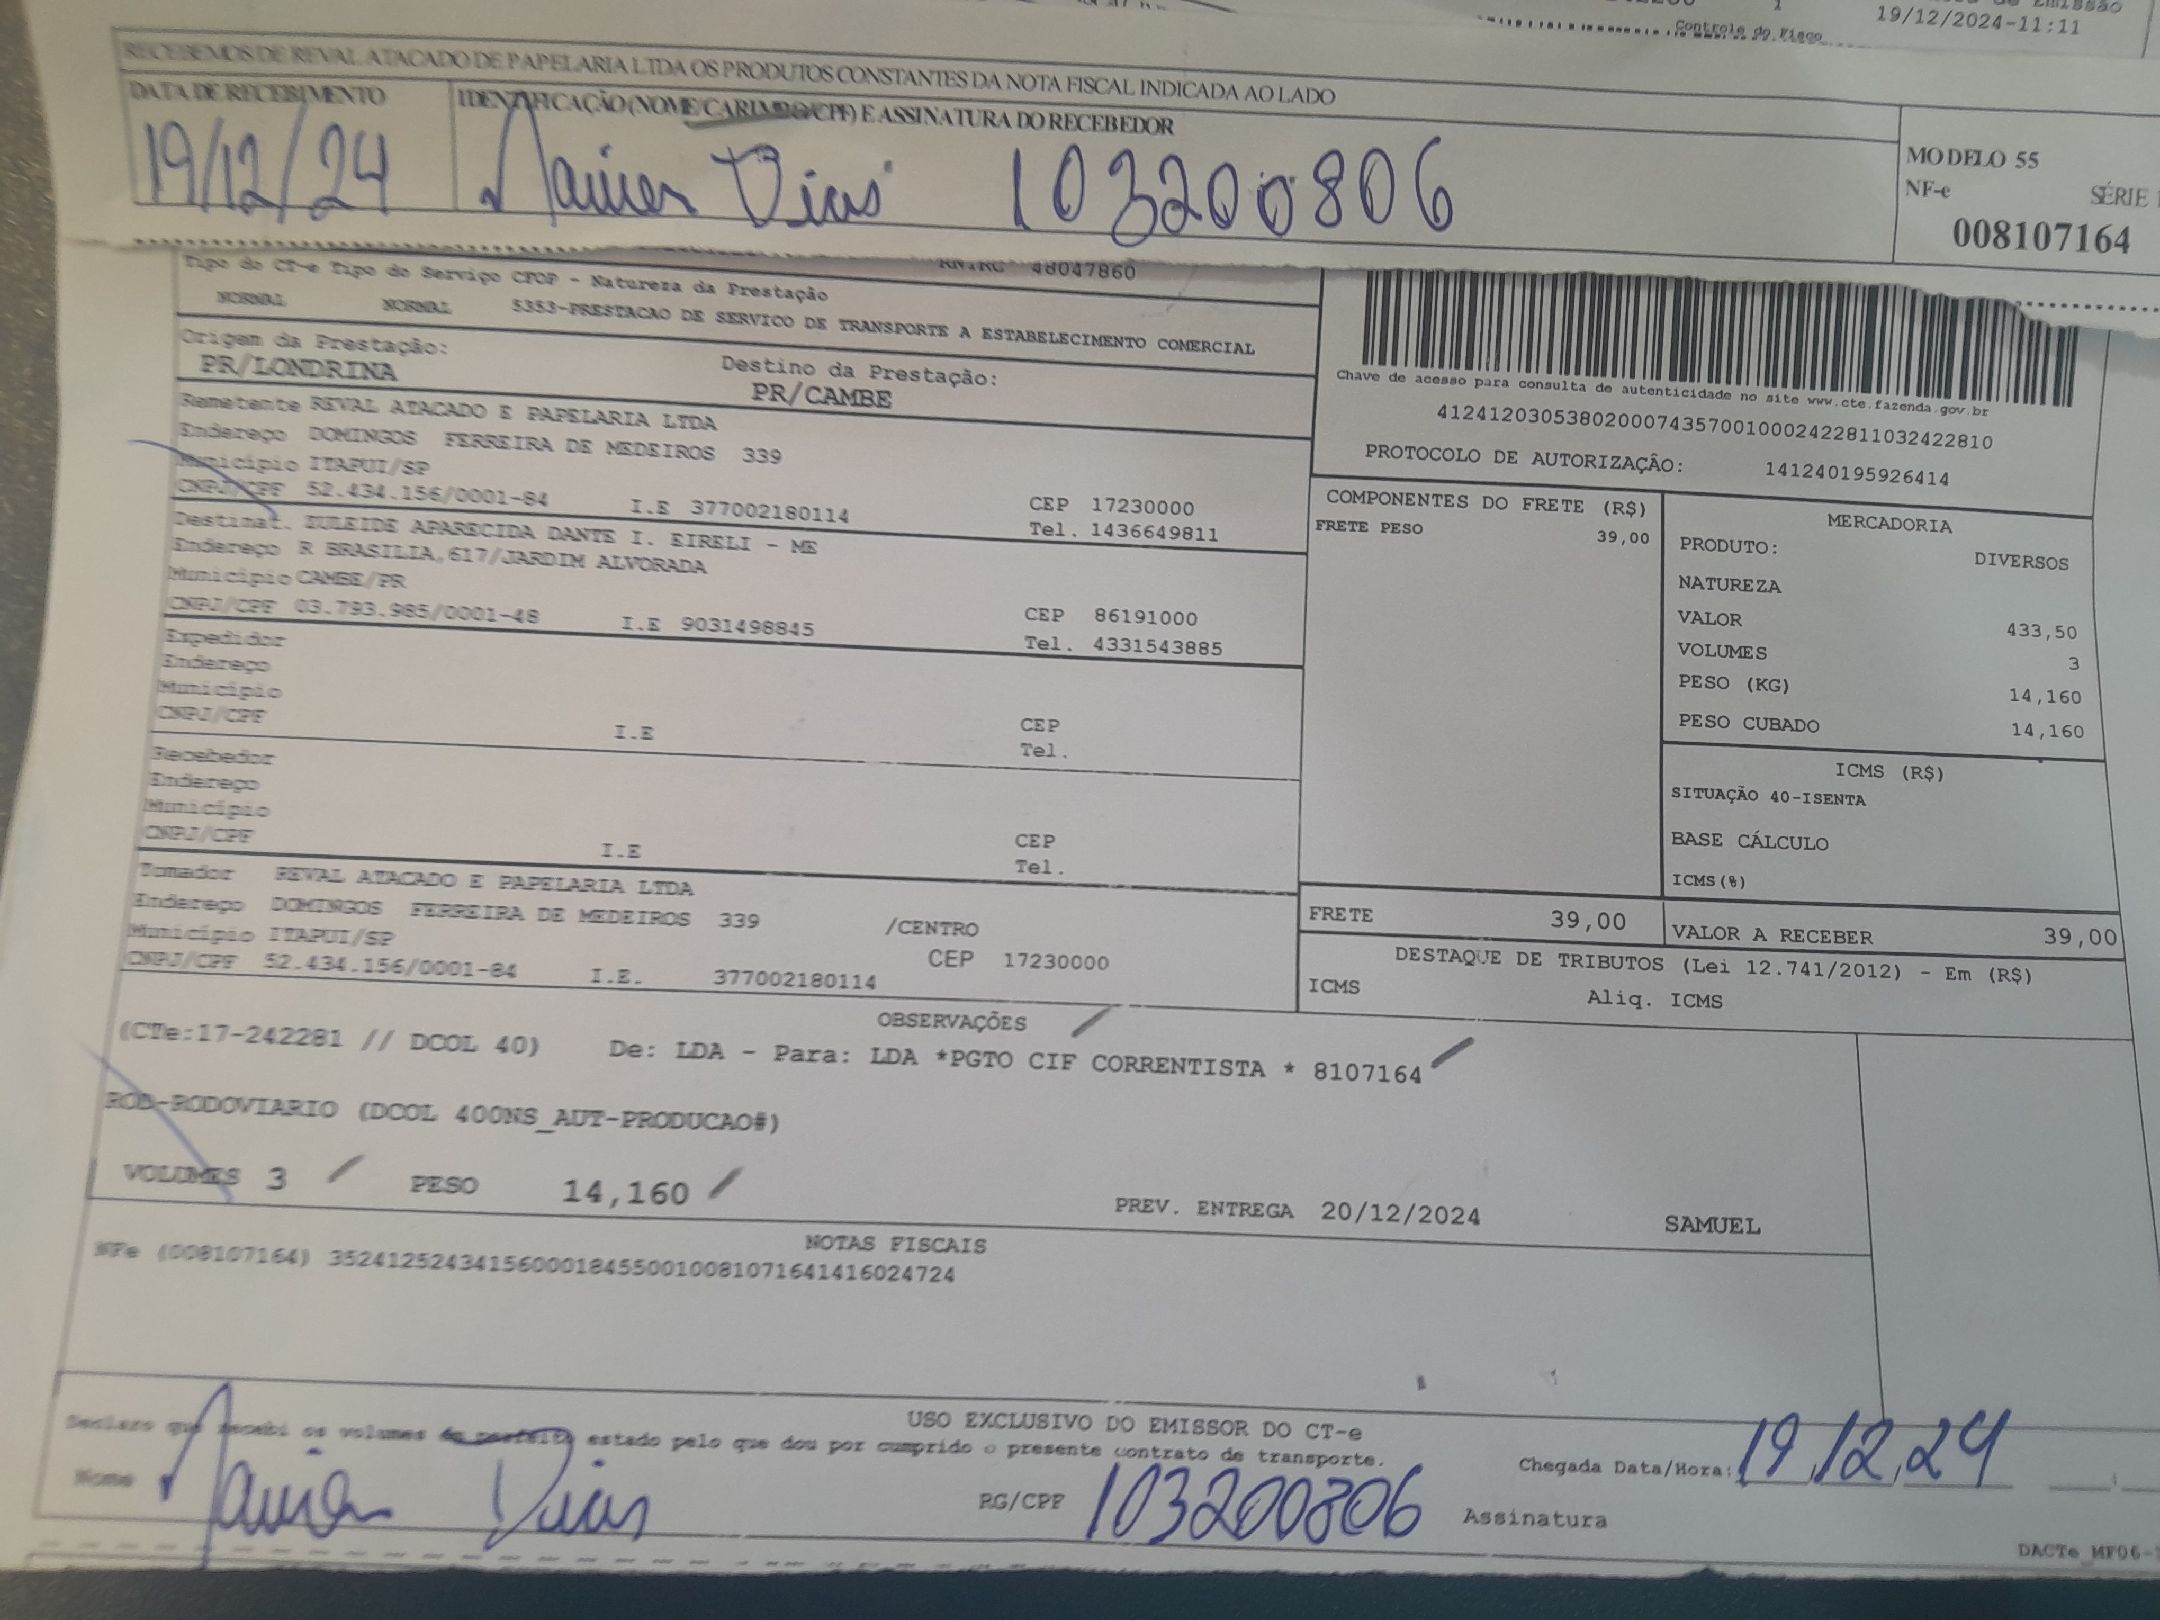 19/12/2024-11:11
RECEBEMOS DE REVAL ATACADO DE PAPELARIA LTDA OS PRODUTOS CONSTANTES DA NOTA FISCAL INDICADA AO LADO
DATA DE RECEBIMENTO IDENTIFICAÇÃO (NOME/CARIMBO/CPF) E ASSINATURA DO RECEBEDOR
19/12/24 Dias 103200806
MODELO 55
NF-e SÉRIE
008107164
RNTRC 48047860
Tipo do CT-e Tipo do Serviço CFOP - Natureza da Prestação
NORMAL NORMAL 5353-PRESTACAO DE SERVICO DE TRANSPORTE A ESTABELECIMENTO COMERCIAL
Origem da Prestação: Destino da Prestação:
PR/LONDRINA PR/CAMBE
Remetente REVAL ATACADO E PAPELARIA LTDA
Endereço DOMINGOS FERREIRA DE MEDEIROS 339
Município ITAPUI/SP CEP 17230000
CNPJ/CPF 52.434.156/0001-84 I.E 377002180114 Tel. 1436649811
Destinat. ZULEIDE APARECIDA DANTE I. EIRELI - ME
Endereço R BRASILIA,617/JARDIM ALVORADA
Município CAMBE/PR CEP 86191000
CNPJ/CPF 03.793.985/0001-48 I.E 9031498845 Tel. 4331543885
Expedidor
Endereço
Município CEP
CNPJ/CPF I.E Tel.
Recebedor
Endereço
Município CEP
CNPJ/CPF I.E Tel.
Tomador REVAL ATACADO E PAPELARIA LTDA
Endereço DOMINGOS FERREIRA DE MEDEIROS 339 /CENTRO
Município ITAPUI/SP CEP 17230000
CNPJ/CPF 52.434.156/0001-84 I.E. 377002180114
Chave de acesso para consulta de autenticidade no site www.cte.fazenda.gov.br
41241203053802000743570010002422811032422810
PROTOCOLO DE AUTORIZAÇÃO: 141240195926414
COMPONENTES DO FRETE (R$)
FRETE PESO 39,00
MERCADORIA
PRODUTO: DIVERSOS
NATUREZA
VALOR 433,50
VOLUMES 3
PESO (KG) 14,160
PESO CUBADO 14,160
ICMS (R$)
SITUAÇÃO 40-ISENTA
BASE CÁLCULO
ICMS(%)
FRETE 39,00 VALOR A RECEBER 39,00
DESTAQUE DE TRIBUTOS (Lei 12.741/2012) - Em (R$)
ICMS Aliq. ICMS
OBSERVAÇÕES
(CTe:17-242281 // DCOL 40) De: LDA - Para: LDA *PGTO CIF CORRENTISTA * 8107164
ROD-RODOVIARIO (DCOL 400NS_AUT-PRODUCAO#)
VOLUMES 3 PESO 14,160 PREV. ENTREGA 20/12/2024 SAMUEL
NOTAS FISCAIS
NFe (008107164) 35241252434156000184550010081071641416024724
USO EXCLUSIVO DO EMISSOR DO CT-e
Declaro que recebi os volumes em perfeito estado pelo que dou por cumprido o presente contrato de transporte.
Nome Dias RG/CPF 103200806 Assinatura
Chegada Data/Hora: 19/12/24
DACTe_MF06-